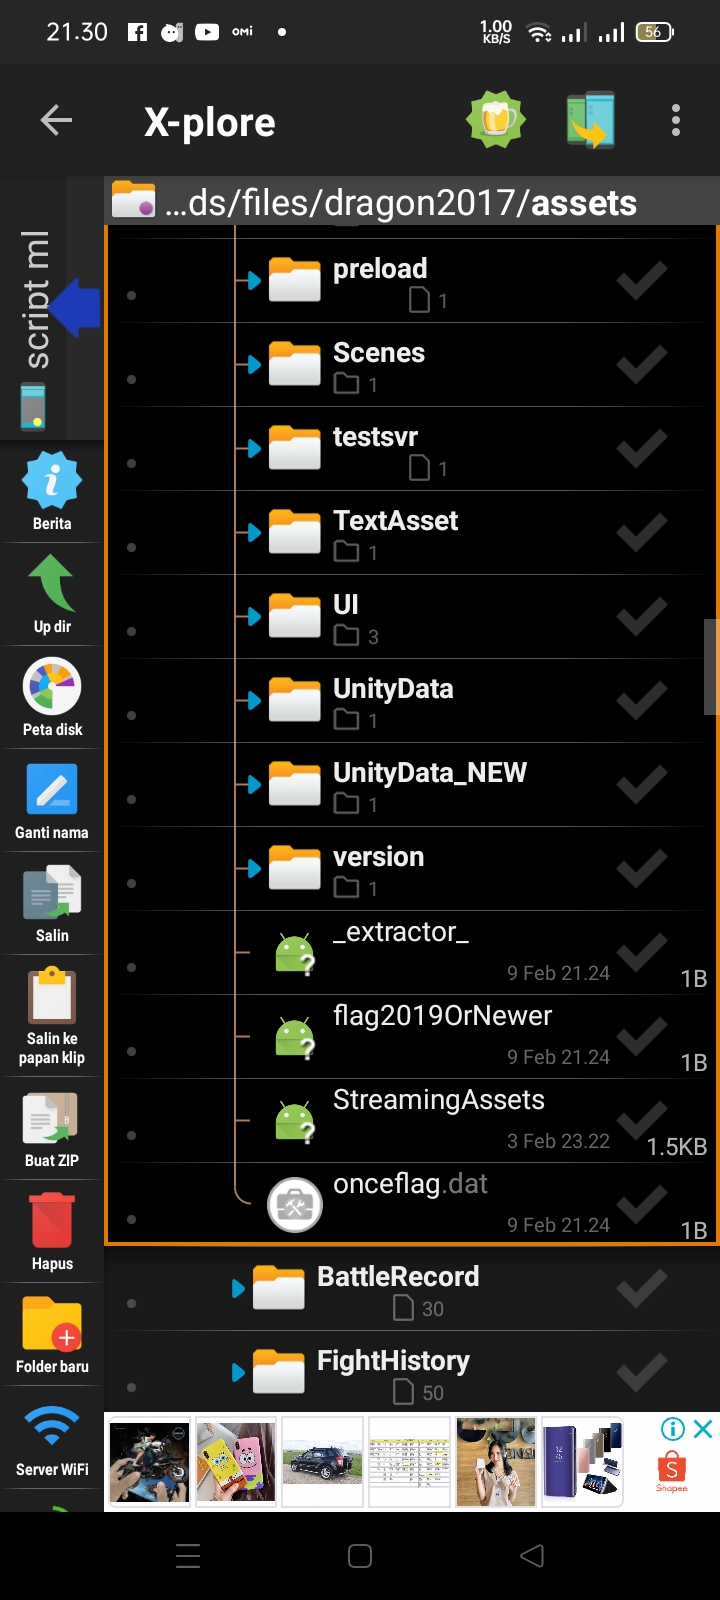 21.30
OMİ
1.00
KB/S
56
X-plore
...ds/files/dragon2017/assets
script ml
preload
1
Scenes
1
testsvr
1
TextAsset
1
UI
3
UnityData
1
UnityData_NEW
1
version
1
_extractor_
9 Feb 21.24
1B
flag2019OrNewer
9 Feb 21.24
1B
StreamingAssets
3 Feb 23.22
1.5KB
onceflag.dat
9 Feb 21.24
1B
BattleRecord
30
FightHistory
50
Berita
Up dir
Peta disk
Ganti nama
Salin
Salin ke
papan klip
Buat ZIP
Hapus
Folder baru
Server WiFi
Shopee